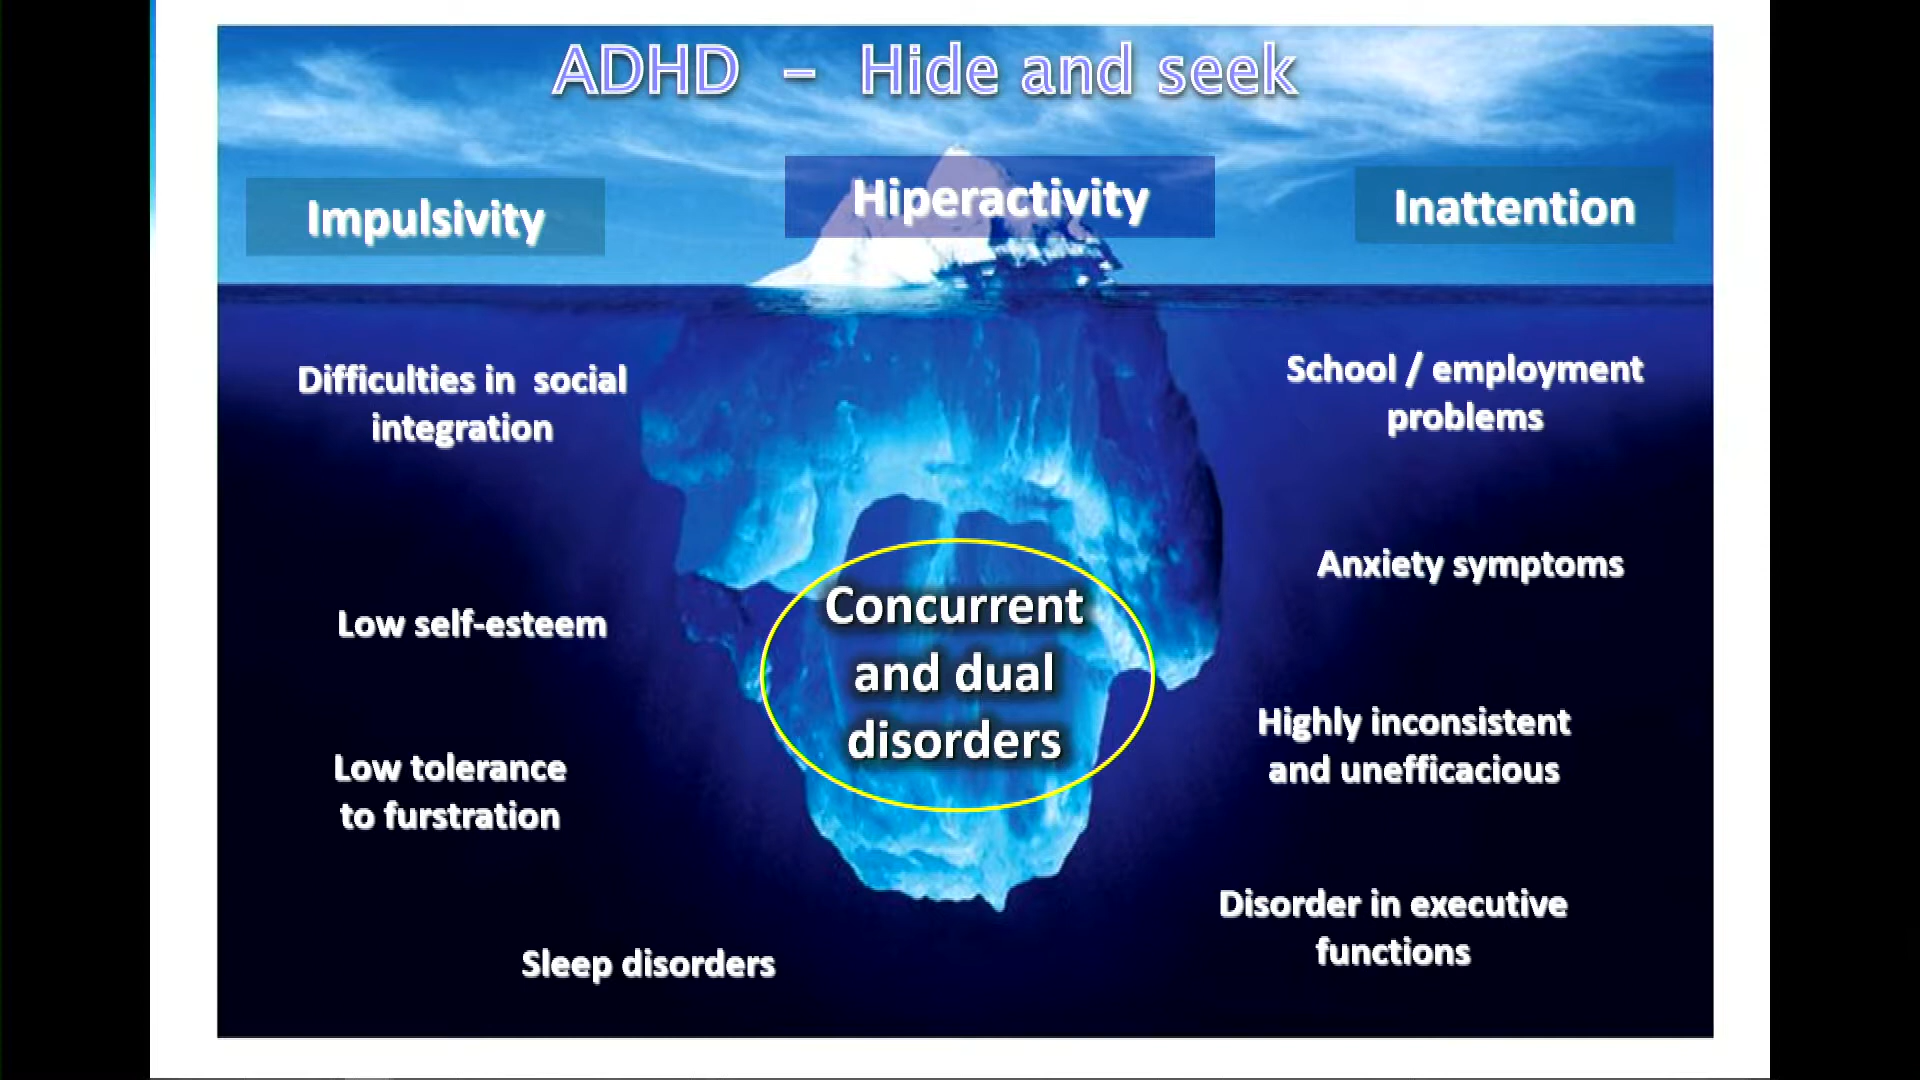 ADHD - Hide and seek
Impulsivity
Hiperactivity
Inattention
Difficulties in social
integration
School / employment
problems
Anxiety symptoms
Low self-esteem
Concurrent
and dual
disorders
Low tolerance
to furstration
Highly inconsistent
and unefficacious
Disorder in executive
functions
Sleep disorders